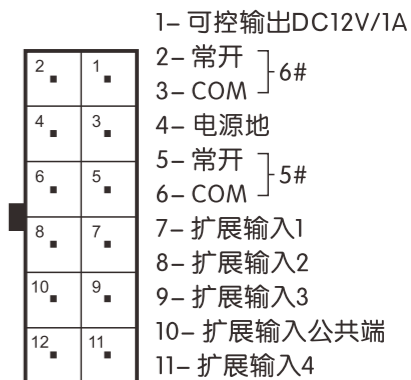 1– 可控输出DC12V/1A
2– 常开
3– COM
6#
4– 电源地
5– 常开
6– COM
5#
7– 扩展输入1
8– 扩展输入2
9– 扩展输入3
10– 扩展输入公共端
11– 扩展输入4
2 1
4 3
6 5
8 7
10 9
12 11